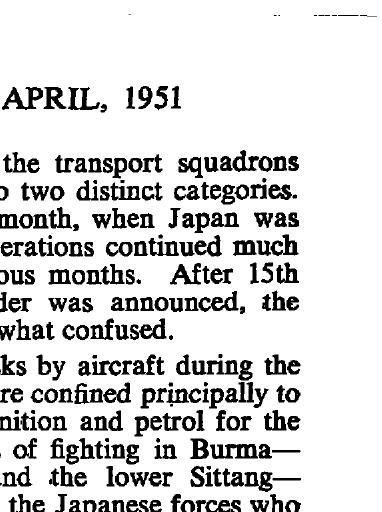 APRIL, 1951
the transport squadrons
two distinct categories.
month, when Japan was
erations continued much
ous months. After 15th
der was announced, the
what confused.
ks by aircraft during the
re confined principally to
nition and petrol for the
of fighting in Burma—
nd the lower Sittang—
the Japanese forces who